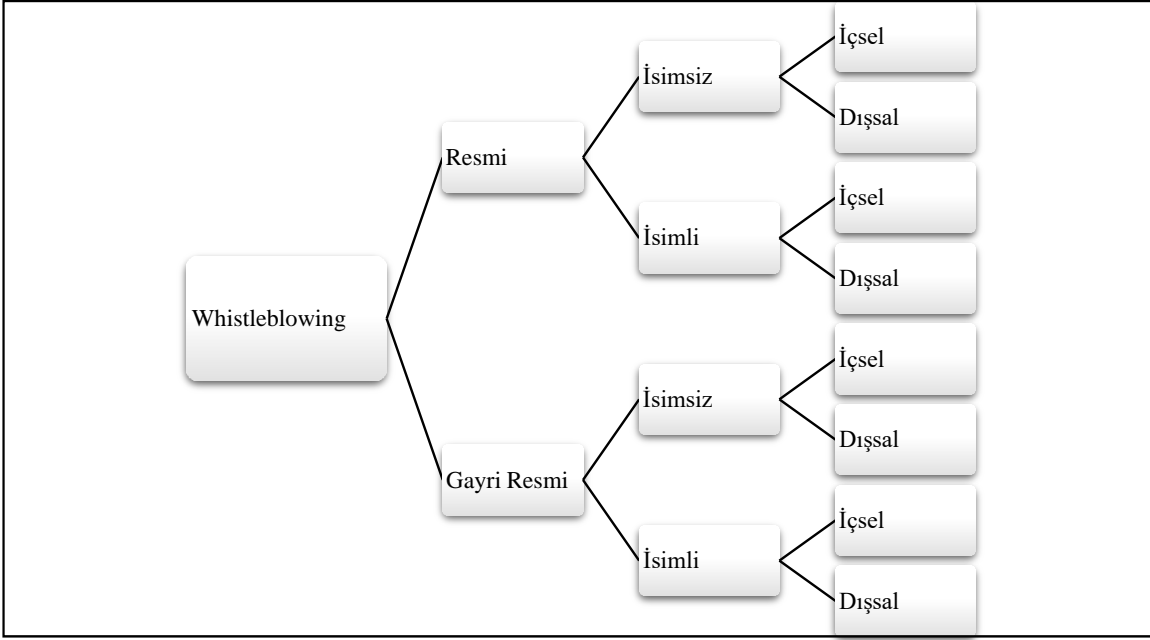 Whistleblowing
Resmi
İsimsiz
İçsel
Dışsal
İsimli
İçsel
Dışsal
Gayri Resmi
İsimsiz
İçsel
Dışsal
İsimli
İçsel
Dışsal